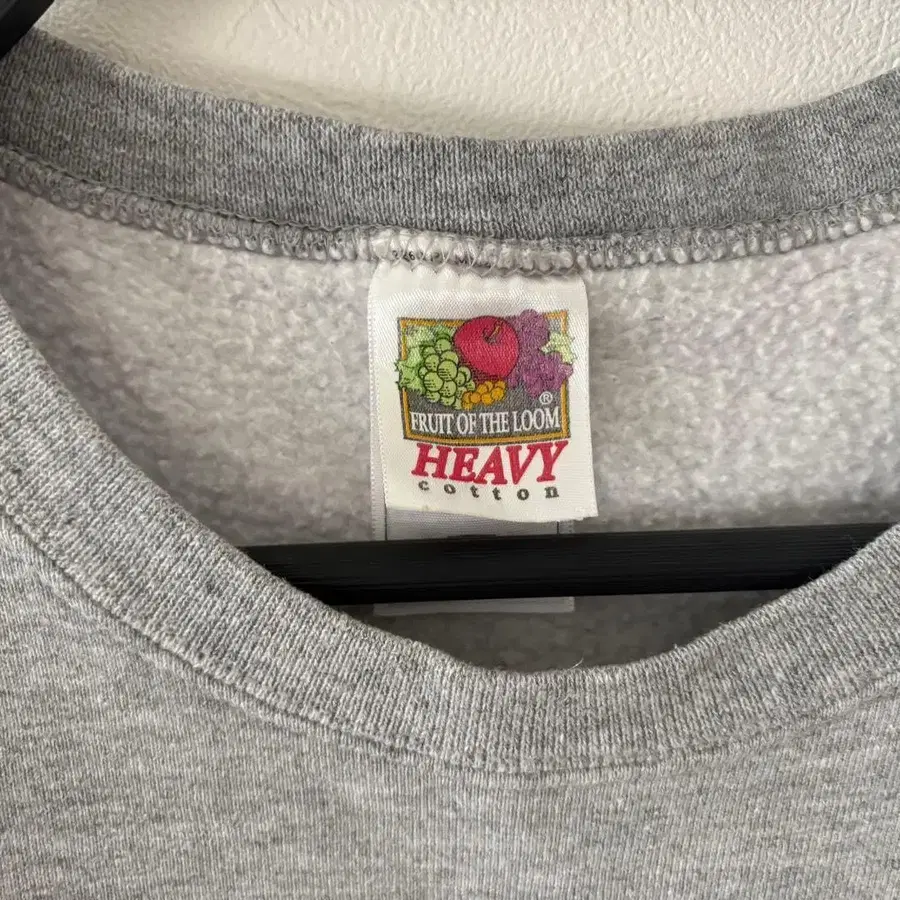 ®
FRUIT OF THE LOOM
HEAVY
cotton